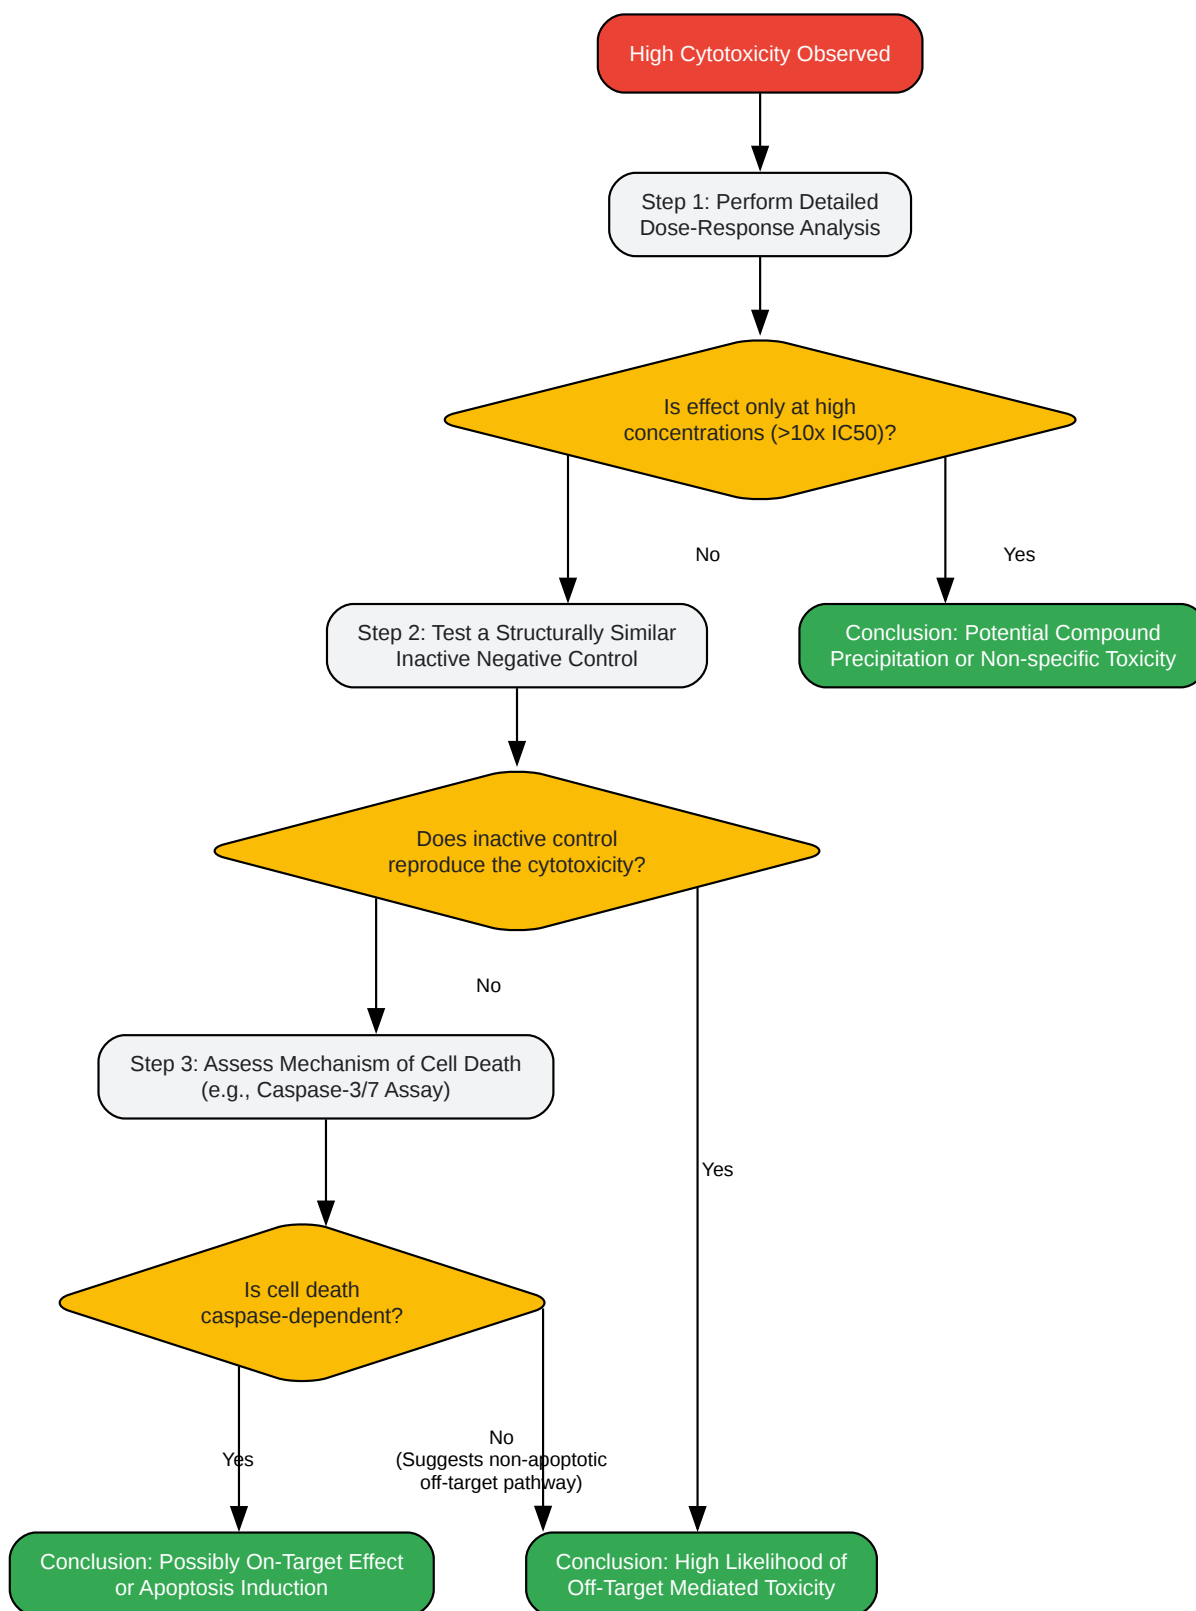 High Cytotoxicity Observed
Step 1: Perform Detailed
Dose-Response Analysis
Is effect only at high
concentrations (>10x IC50)?
No
Yes
Step 2: Test a Structurally Similar
Inactive Negative Control
Conclusion: Potential Compound
Precipitation or Non-specific Toxicity
Does inactive control
reproduce the cytotoxicity?
No
Step 3: Assess Mechanism of Cell Death
(e.g., Caspase-3/7 Assay)
Yes
Is cell death
caspase-dependent?
Yes
No
(Suggests non-apoptotic
off-target pathway)
Conclusion: Possibly On-Target Effect
or Apoptosis Induction
Conclusion: High Likelihood of
Off-Target Mediated Toxicity